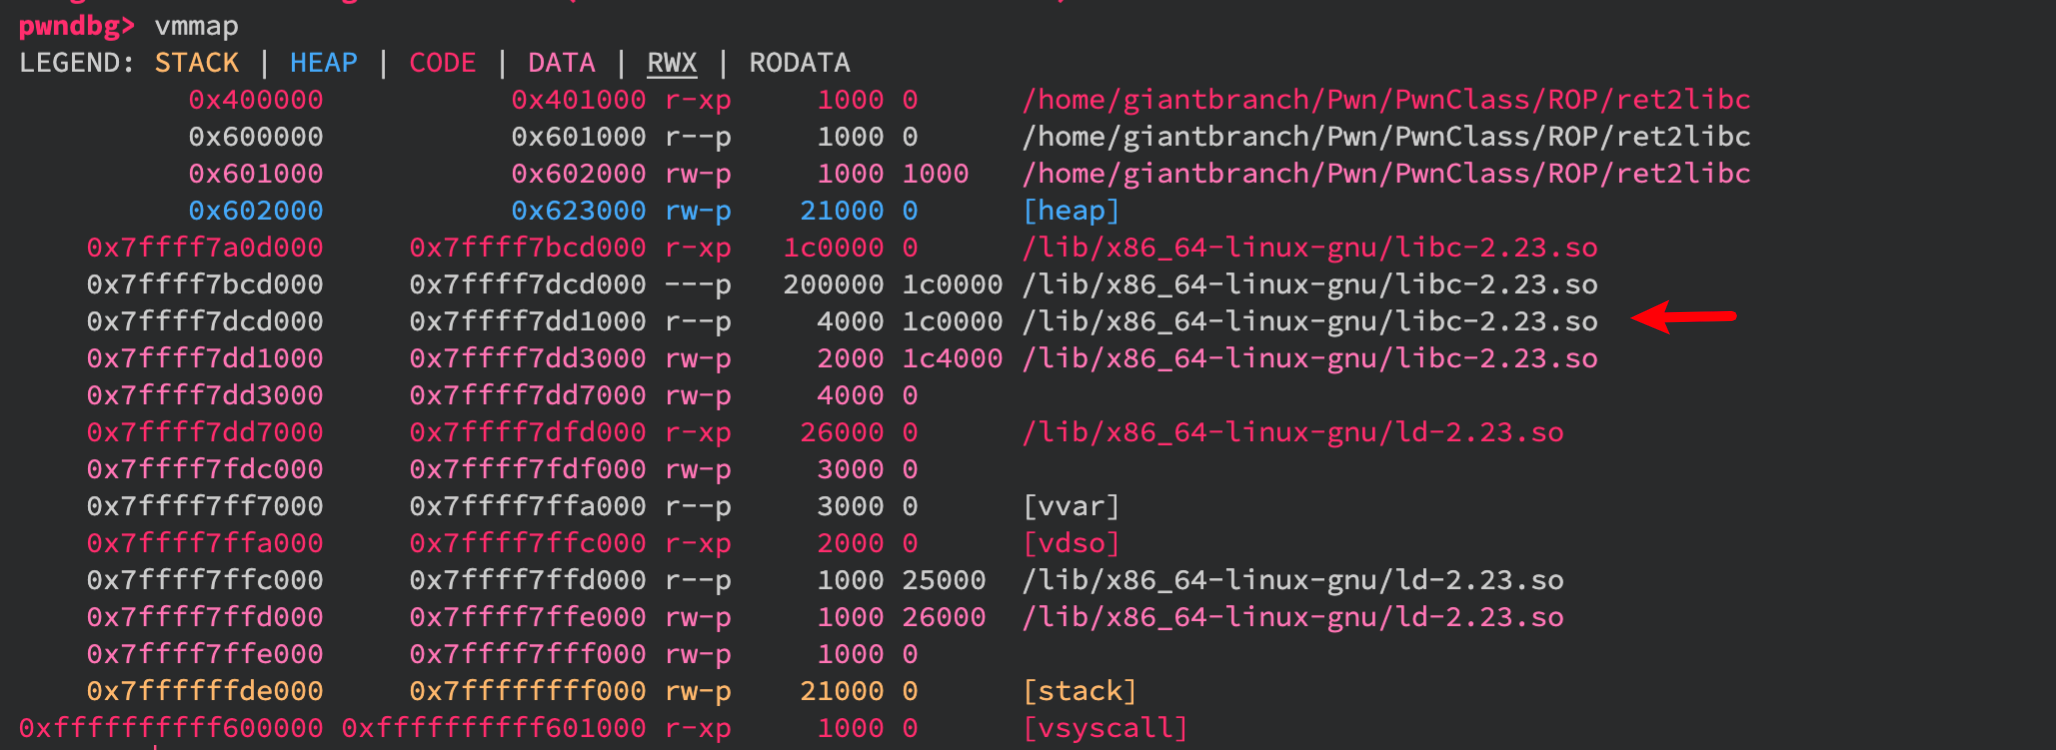 pwndbg> vmmap
LEGEND: STACK | HEAP | CODE | DATA | RWX | RODATA
0x400000 0x401000 r-xp 1000 0 /home/giantbranch/Pwn/PwnClass/ROP/ret2libc
0x600000 0x601000 r--p 1000 0 /home/giantbranch/Pwn/PwnClass/ROP/ret2libc
0x601000 0x602000 rw-p 1000 1000 /home/giantbranch/Pwn/PwnClass/ROP/ret2libc
0x602000 0x623000 rw-p 21000 0 [heap]
0x7ffff7a0d000 0x7ffff7bcd000 r-xp 1c0000 0 /lib/x86_64-linux-gnu/libc-2.23.so
0x7ffff7bcd000 0x7ffff7dcd000 ---p 200000 1c0000 /lib/x86_64-linux-gnu/libc-2.23.so
0x7ffff7dcd000 0x7ffff7dd1000 r--p 4000 1c0000 /lib/x86_64-linux-gnu/libc-2.23.so
0x7ffff7dd1000 0x7ffff7dd3000 rw-p 2000 1c4000 /lib/x86_64-linux-gnu/libc-2.23.so
0x7ffff7dd3000 0x7ffff7dd7000 rw-p 4000 0
0x7ffff7dd7000 0x7ffff7dfd000 r-xp 26000 0 /lib/x86_64-linux-gnu/ld-2.23.so
0x7ffff7fdc000 0x7ffff7fdf000 rw-p 3000 0
0x7ffff7ff7000 0x7ffff7ffa000 r--p 3000 0 [vvar]
0x7ffff7ffa000 0x7ffff7ffc000 r-xp 2000 0 [vdso]
0x7ffff7ffc000 0x7ffff7ffd000 r--p 1000 25000 /lib/x86_64-linux-gnu/ld-2.23.so
0x7ffff7ffd000 0x7ffff7ffe000 rw-p 1000 26000 /lib/x86_64-linux-gnu/ld-2.23.so
0x7ffff7ffe000 0x7ffff7fff000 rw-p 1000 0
0x7ffffffde000 0x7ffffffff000 rw-p 21000 0 [stack]
0xffffffffff600000 0xffffffffff601000 r-xp 1000 0 [vsyscall]